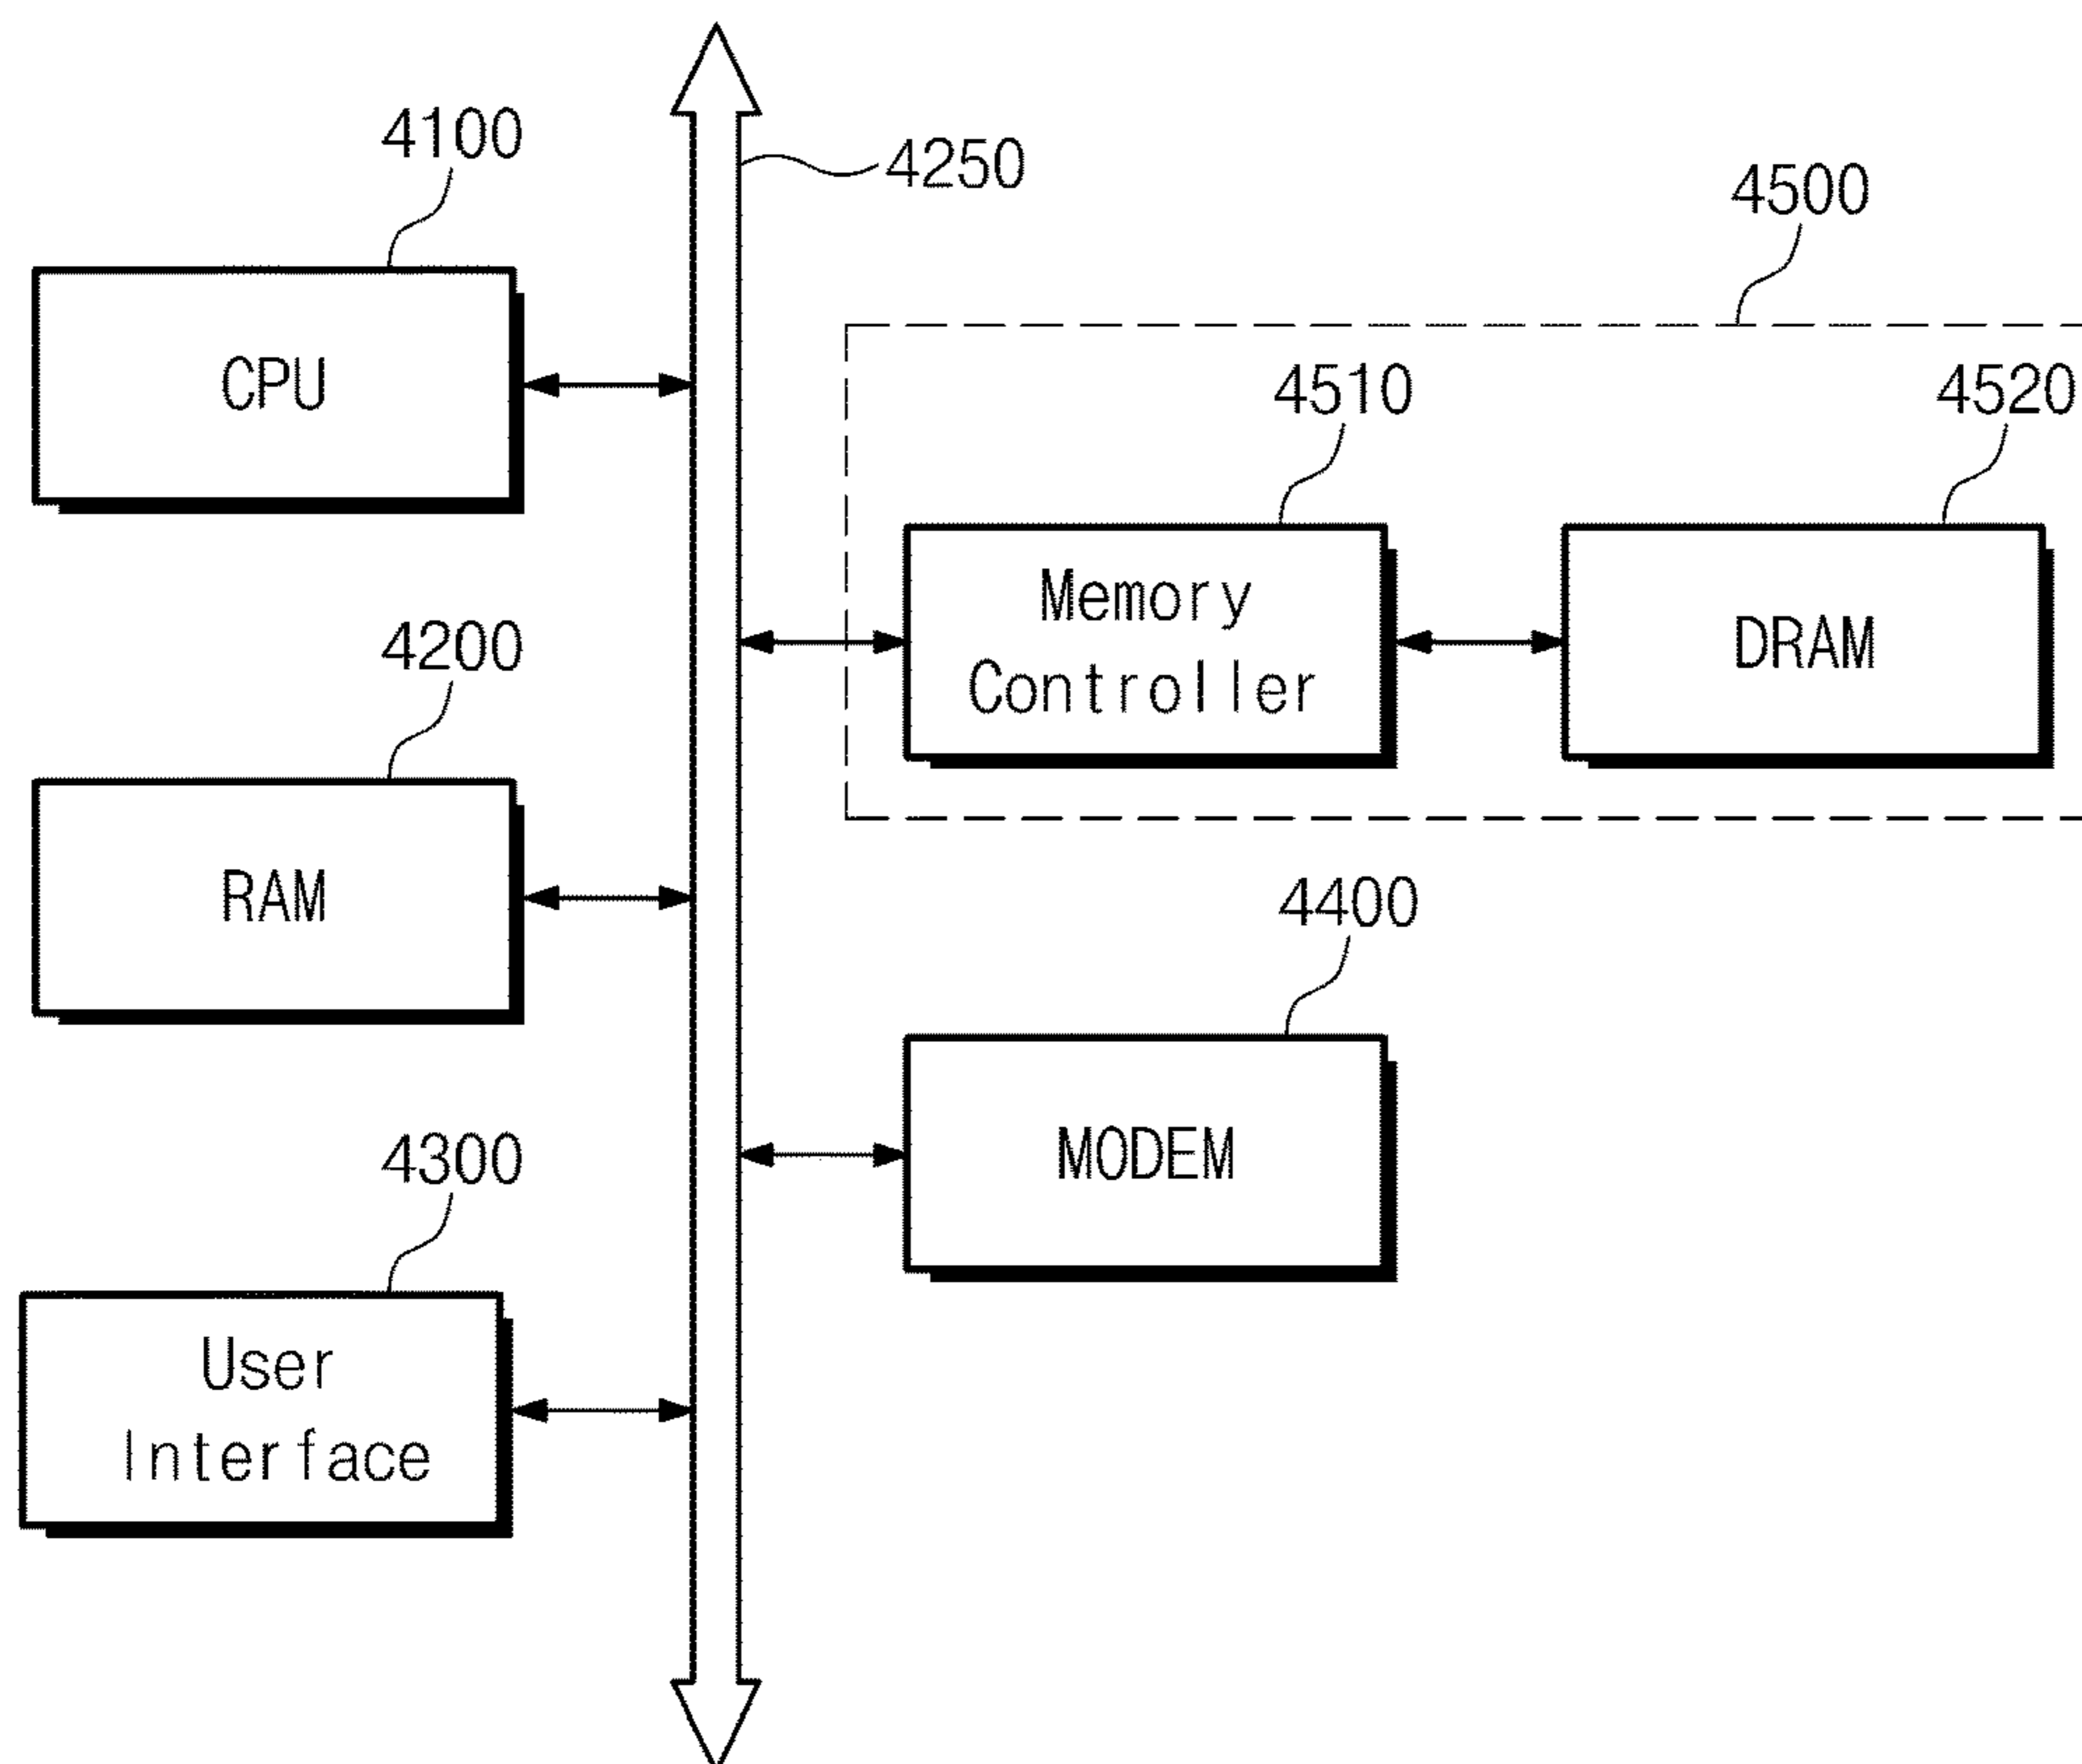 4100
4250
4500
CPU
4510
4520
Memory
Controller
DRAM
4200
RAM
4400
MODEM
4300
User
Interface